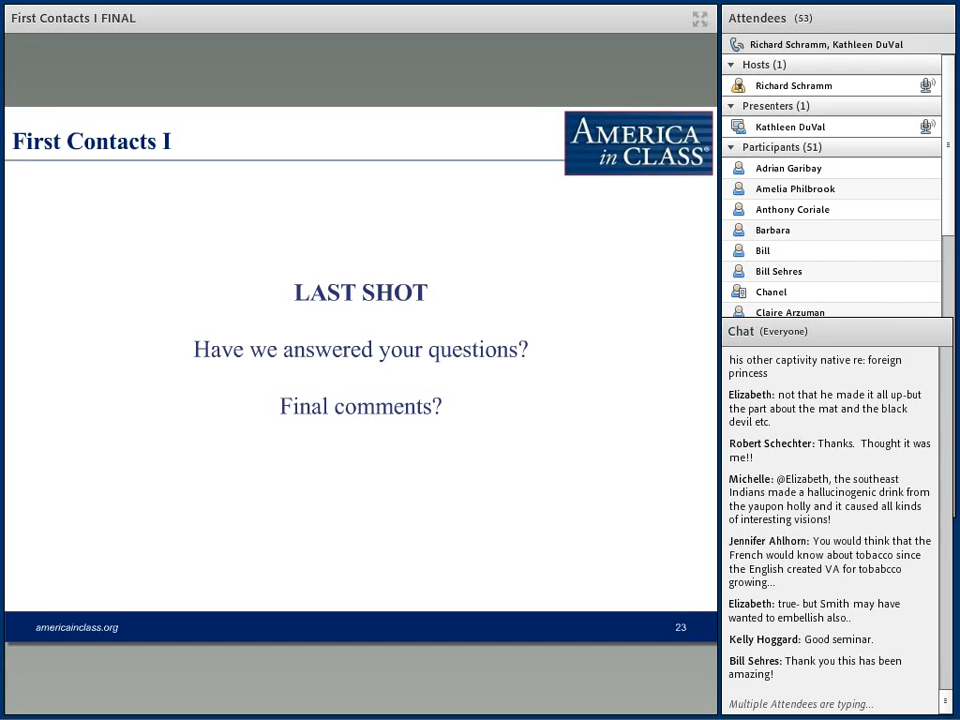 First Contacts I FINAL
First Contacts I
AMERICA
in CLASS®
LAST SHOT
Have we answered your questions?
Final comments?
americainclass.org
23
Attendees (53)
Richard Schramm, Kathleen DuVal
Hosts (1)
Richard Schramm
Presenters (1)
Kathleen DuVal
Participants (51)
Adrian Garibay
Amelia Philbrook
Anthony Coriale
Barbara
Bill
Bill Sehres
Chanel
Claire Arzuman
Chat (Everyone)
his other captivity native re: foreign
princess
Elizabeth: not that he made it all up-but
the part about the mat and the black
devil etc.
Robert Schechter: Thanks. Thought it was
me!!
Michelle: @Elizabeth, the southeast
Indians made a hallucinogenic drink from
the yaupon holly and it caused all kinds
of interesting visions!
Jennifer Ahlhorn: You would think that the
French would know about tobacco since
the English created VA for tobabcco
growing...
Elizabeth: true- but Smith may have
wanted to embellish also..
Kelly Hoggard: Good seminar.
Bill Sehres: Thank you this has been
amazing!
Multiple Attendees are typing...